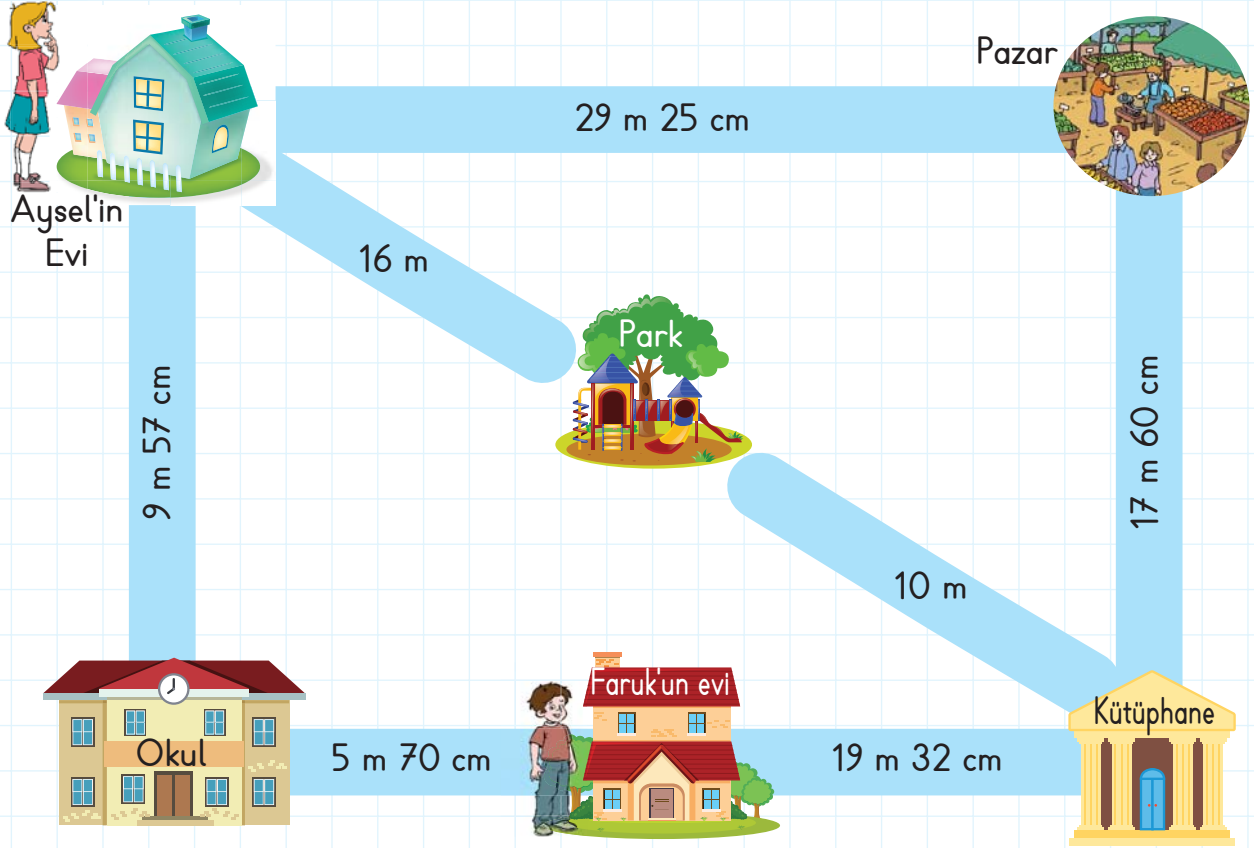 Pazar
29 m 25 cm
Aysel'in
Evi
16 m
Park
9 m 57 cm
17 m 60 cm
10 m
Faruk'un evi
Kütüphane
Okul
5 m 70 cm
19 m 32 cm